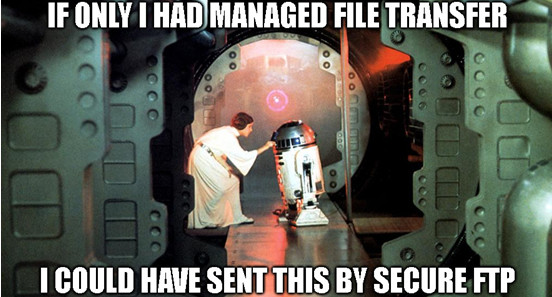 IF ONLY I HAD MANAGED FILE TRANSFER
I COULD HAVE SENT THIS BY SECURE FTP